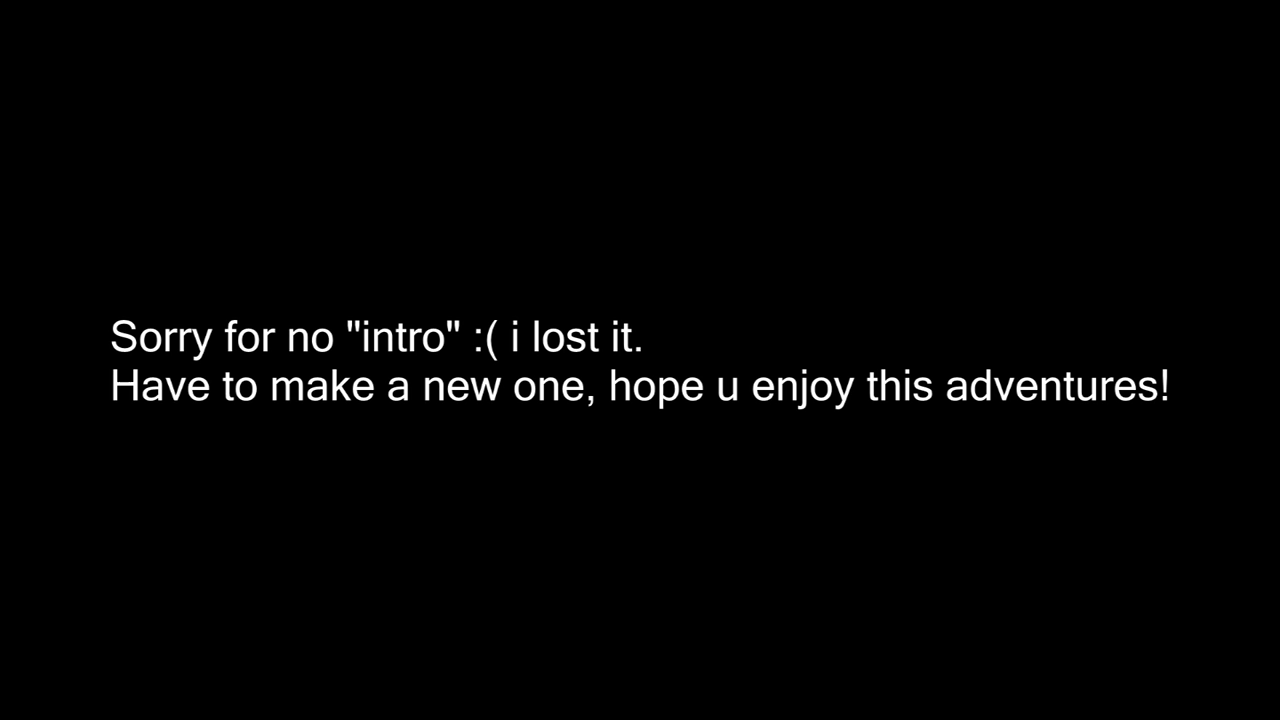 Sorry for no "intro" :( i lost it.
Have to make a new one, hope u enjoy this adventures!